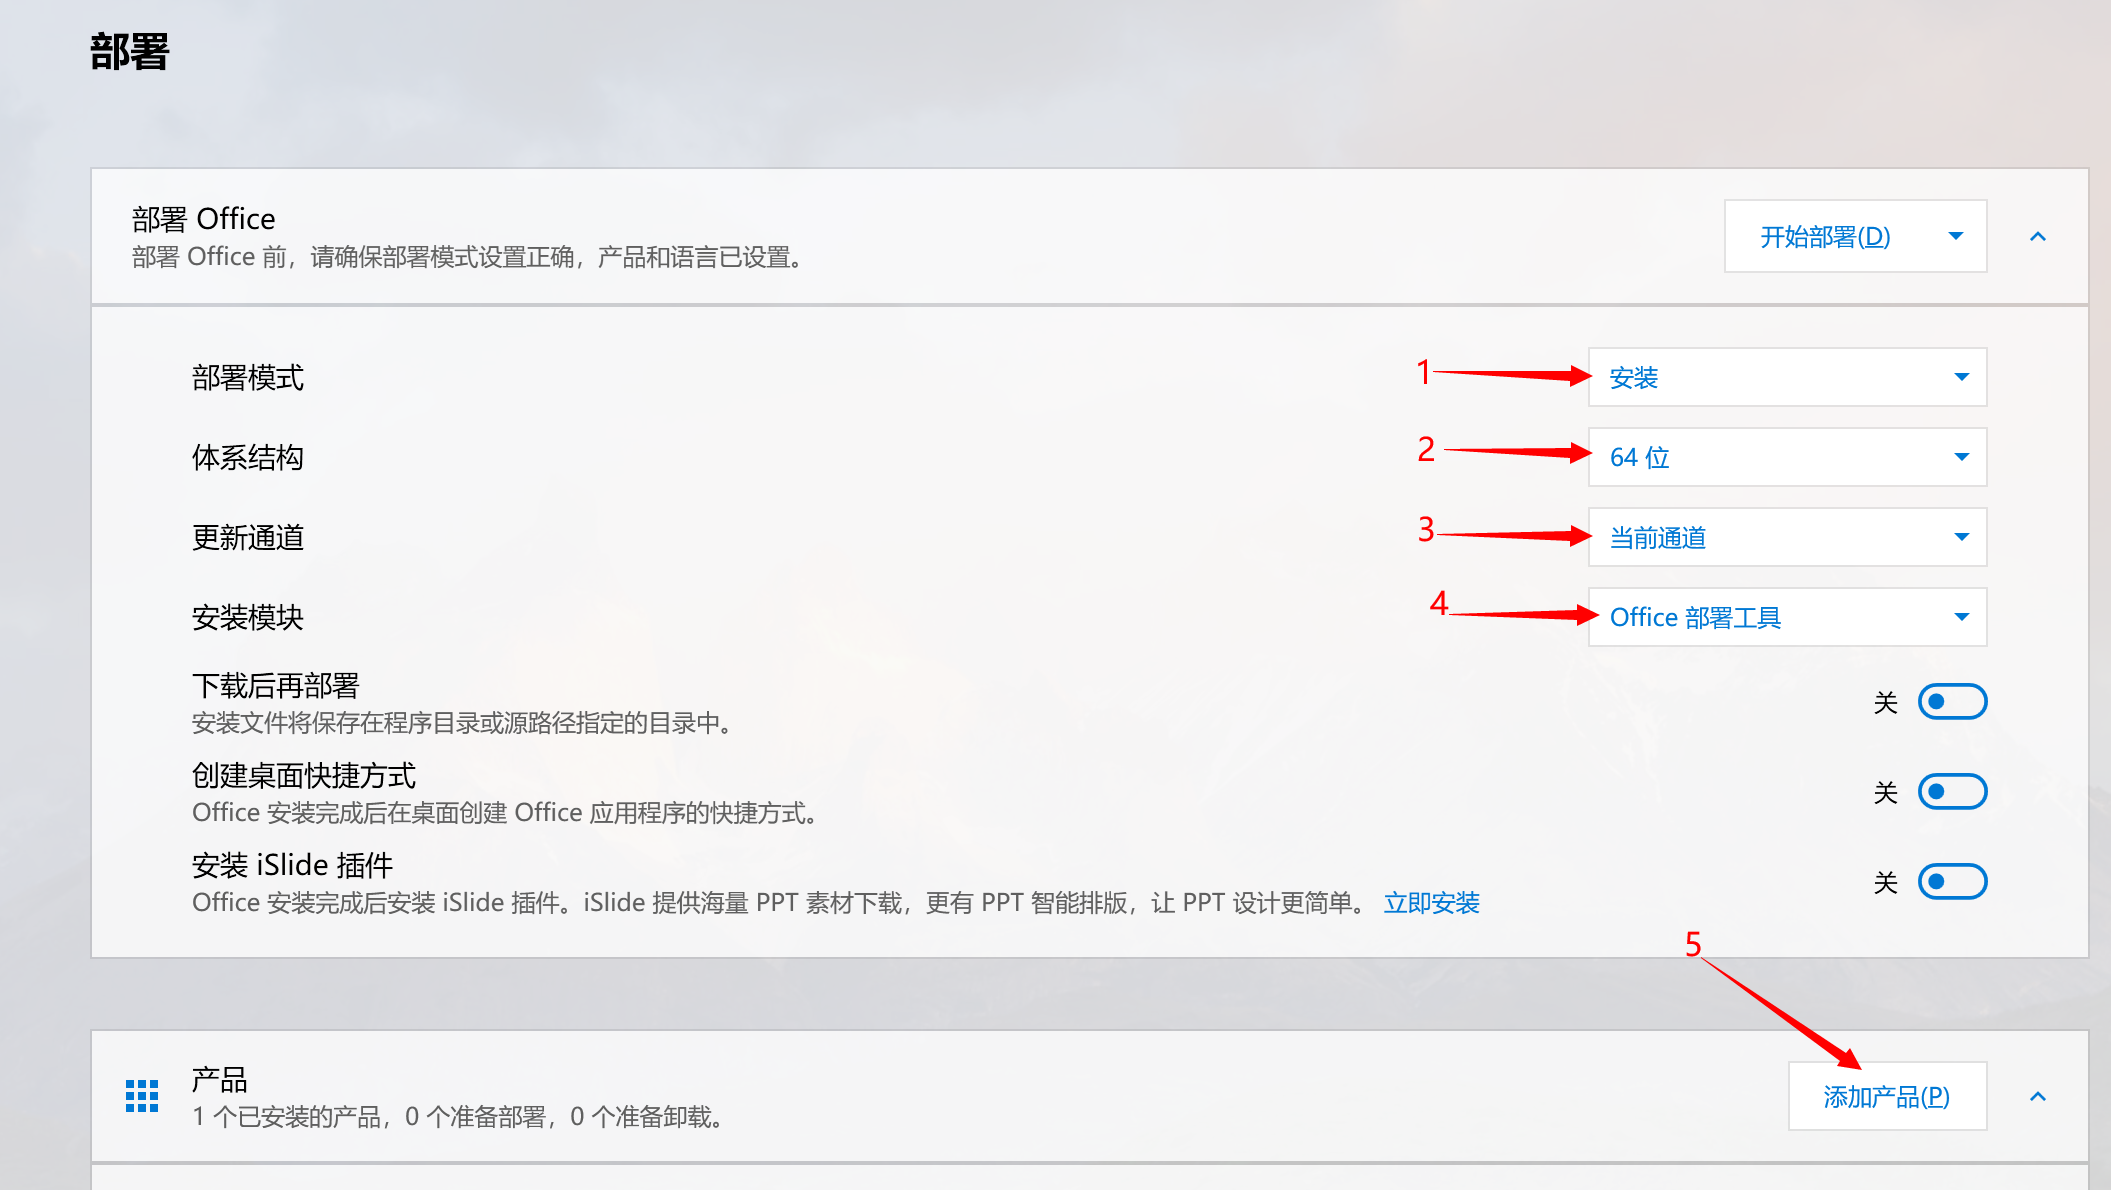 部署
部署 Office
部署 Office 前，请确保部署模式设置正确，产品和语言已设置。
开始部署(D)
部署模式
1
安装
体系结构
2
64 位
更新通道
3
当前通道
安装模块
4
Office 部署工具
下载后再部署
安装文件将保存在程序目录或源路径指定的目录中。
关
创建桌面快捷方式
Office 安装完成后在桌面创建 Office 应用程序的快捷方式。
关
安装 iSlide 插件
Office 安装完成后安装 iSlide 插件。iSlide 提供海量 PPT 素材下载，更有 PPT 智能排版，让 PPT 设计更简单。 立即安装
关
5
产品
1 个已安装的产品，0 个准备部署，0 个准备卸载。
添加产品(P)